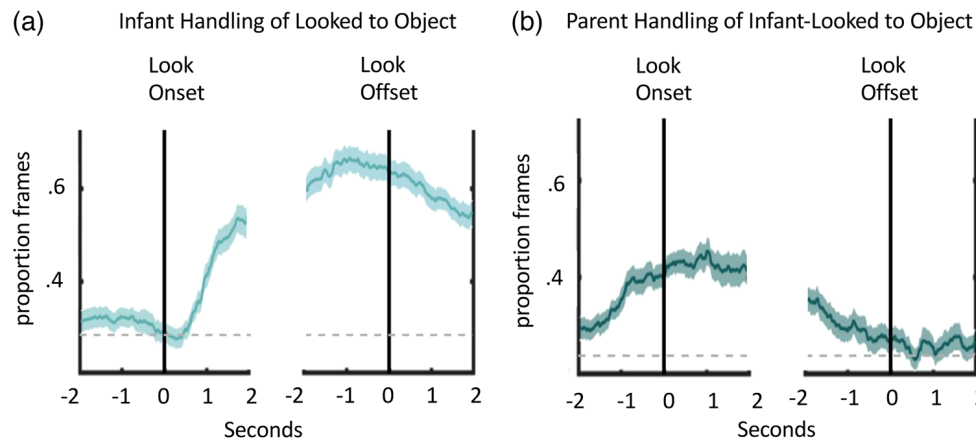 (a) Infant Handling of Looked to Object
Look
Onset
Look
Offset
proportion frames
.6
.4
-2 -1 0 1 2
-2 -1 0 1 2
Seconds
(b) Parent Handling of Infant-Looked to Object
Look
Onset
Look
Offset
proportion frames
.6
.4
-2 -1 0 1 2
-2 -1 0 1
Seconds